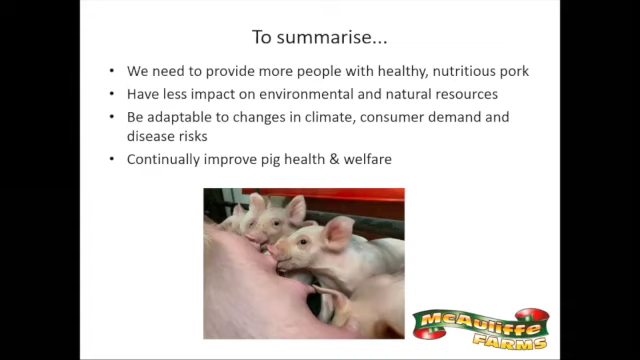 To summarise...
• We need to provide more people with healthy, nutritious pork
• Have less impact on environmental and natural resources
• Be adaptable to changes in climate, consumer demand and
disease risks
• Continually improve pig health & welfare
McAuliffe
FARMS